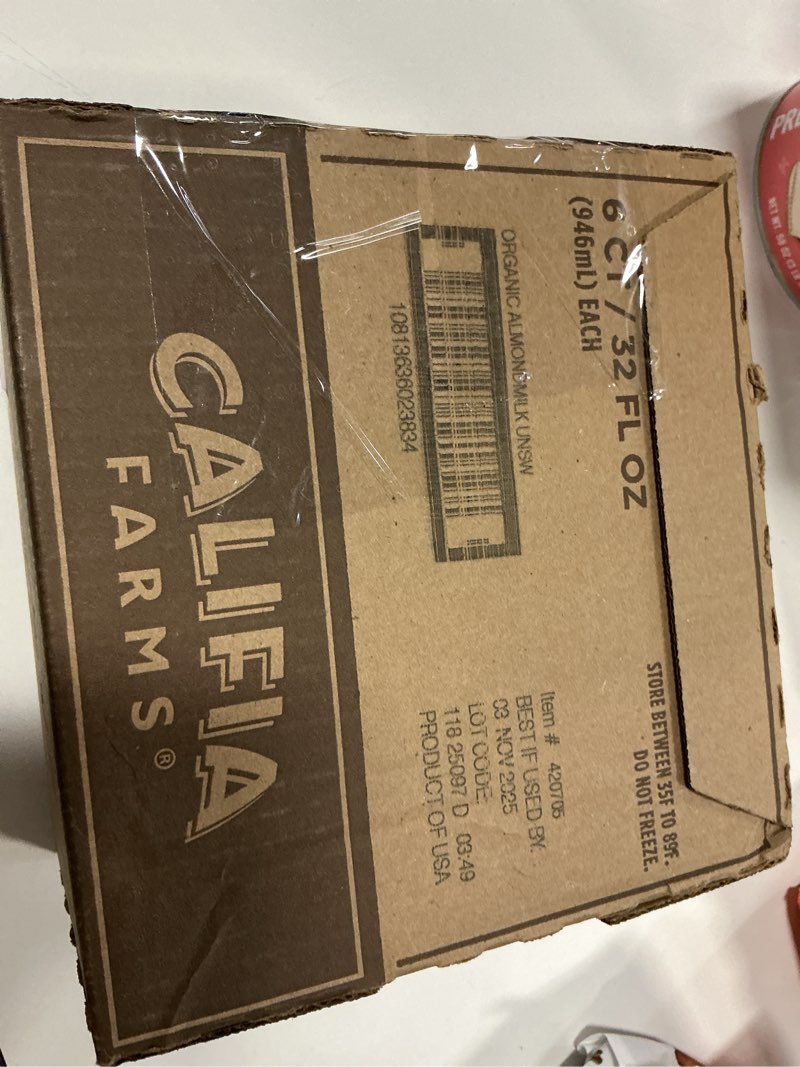 6 CT / 32 FL OZ
(946mL) EACH
ORGANIC ALMONDMILK UNSW
10813636023834
STORE BETWEEN 35F TO 89F.
DO NOT FREEZE.
Item # 420706
BEST IF USED BY:
03 NOV 2025
LOT CODE:
118 25097 D 03:49
PRODUCT OF USA
CALIFIA
FARMS®
NET WT.